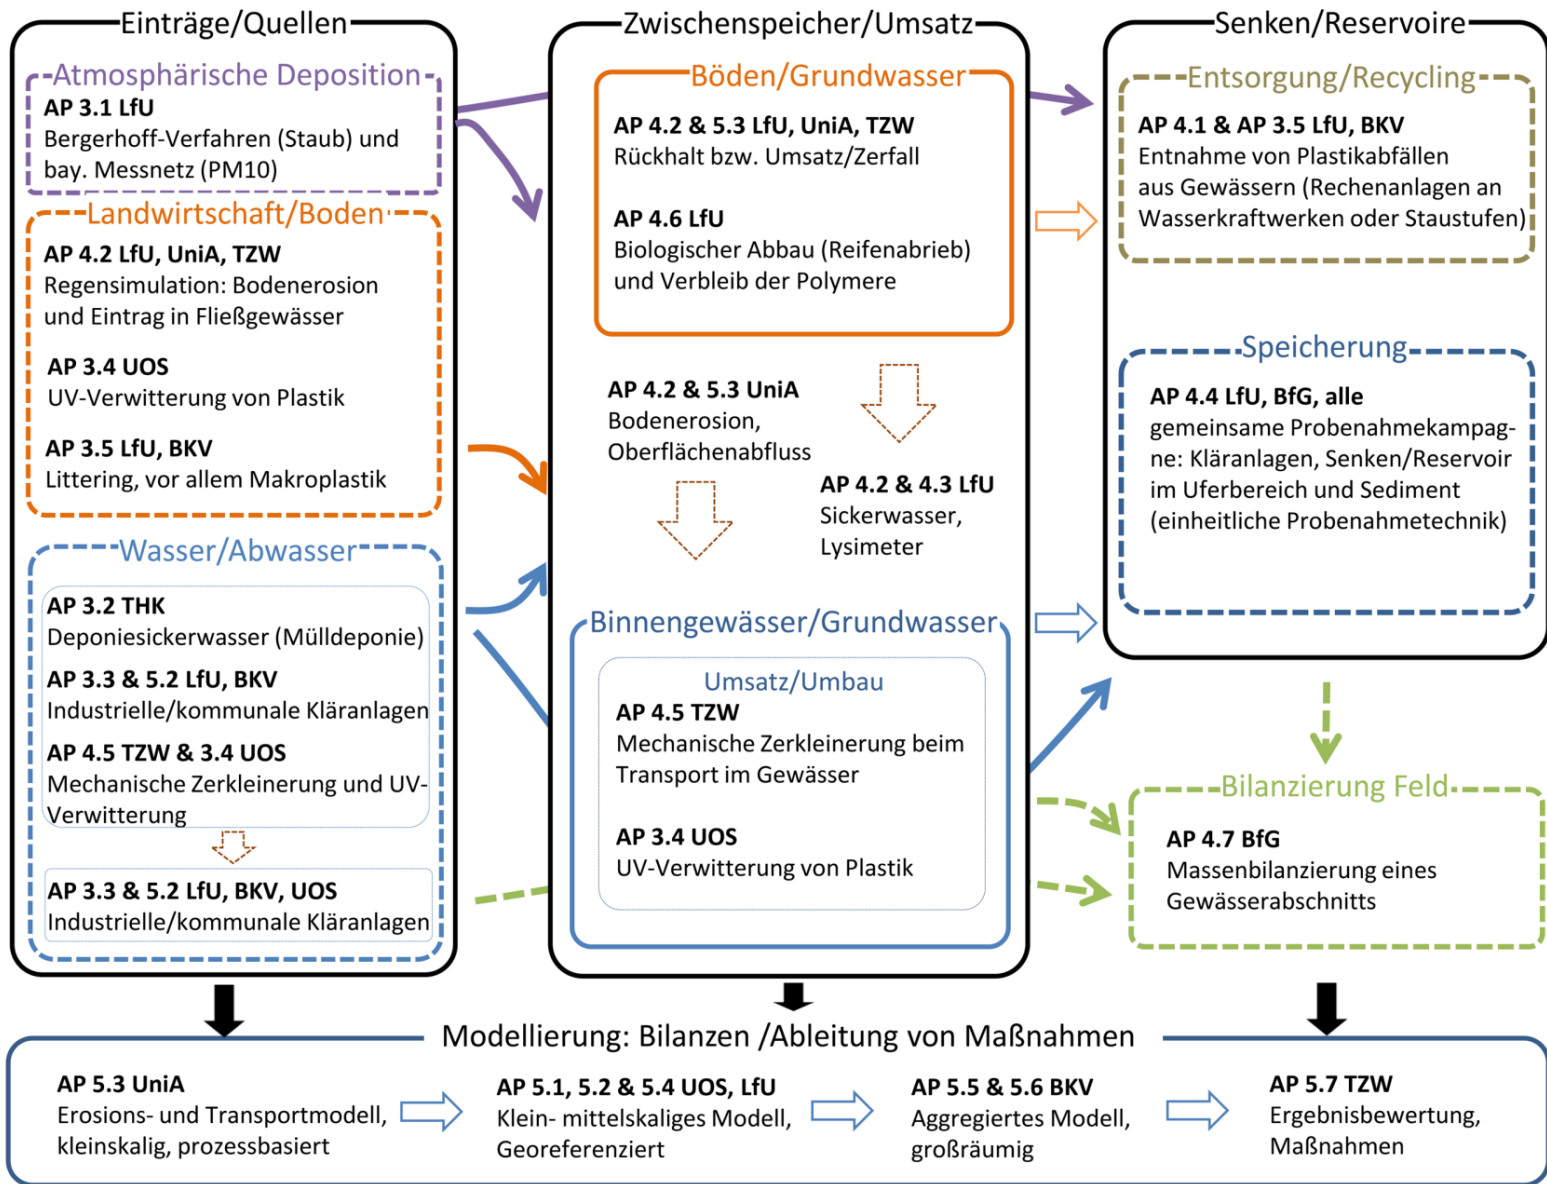 Einträge/Quellen
Atmosphärische Deposition
AP 3.1 LfU
Bergerhoff-Verfahren (Staub) und
bay. Messnetz (PM10)
Landwirtschaft/Boden
AP 4.2 LfU, UniA, TZW
Regensimulation: Bodenerosion
und Eintrag in Fließgewässer
AP 3.4 UOS
UV-Verwitterung von Plastik
AP 3.5 LfU, BKV
Littering, vor allem Makroplastik
Wasser/Abwasser
AP 3.2 THK
Deponiesickerwasser (Mülldeponie)
AP 3.3 & 5.2 LfU, BKV
Industrielle/kommunale Kläranlagen
AP 4.5 TZW & 3.4 UOS
Mechanische Zerkleinerung und UV-
Verwitterung
AP 3.3 & 5.2 LfU, BKV, UOS
Industrielle/kommunale Kläranlagen
Zwischenspeicher/Umsatz
Böden/Grundwasser
AP 4.2 & 5.3 LfU, UniA, TZW
Rückhalt bzw. Umsatz/Zerfall
AP 4.6 LfU
Biologischer Abbau (Reifenabrieb)
und Verbleib der Polymere
AP 4.2 & 5.3 UniA
Bodenerosion,
Oberflächenabfluss
AP 4.2 & 4.3 LfU
Sickerwasser,
Lysimeter
Binnengewässer/Grundwasser
Umsatz/Umbau
AP 4.5 TZW
Mechanische Zerkleinerung beim
Transport im Gewässer
AP 3.4 UOS
UV-Verwitterung von Plastik
Senken/Reservoire
Entsorgung/Recycling
AP 4.1 & AP 3.5 LfU, BKV
Entnahme von Plastikabfällen
aus Gewässern (Rechenanlagen an
Wasserkraftwerken oder Staustufen)
Speicherung
AP 4.4 LfU, BfG, alle
gemeinsame Probenahmekampag-
ne: Kläranlagen, Senken/Reservoir
im Uferbereich und Sediment
(einheitliche Probenahmetechnik)
Bilanzierung Feld
AP 4.7 BfG
Massenbilanzierung eines
Gewässerabschnitts
Modellierung: Bilanzen /Ableitung von Maßnahmen
AP 5.3 UniA
Erosions- und Transportmodell,
kleinskalig, prozessbasiert
AP 5.1, 5.2 & 5.4 UOS, LfU
Klein- mittelskaliges Modell,
Georeferenziert
AP 5.5 & 5.6 BKV
Aggregiertes Modell,
großräumig
AP 5.7 TZW
Ergebnisbewertung,
Maßnahmen